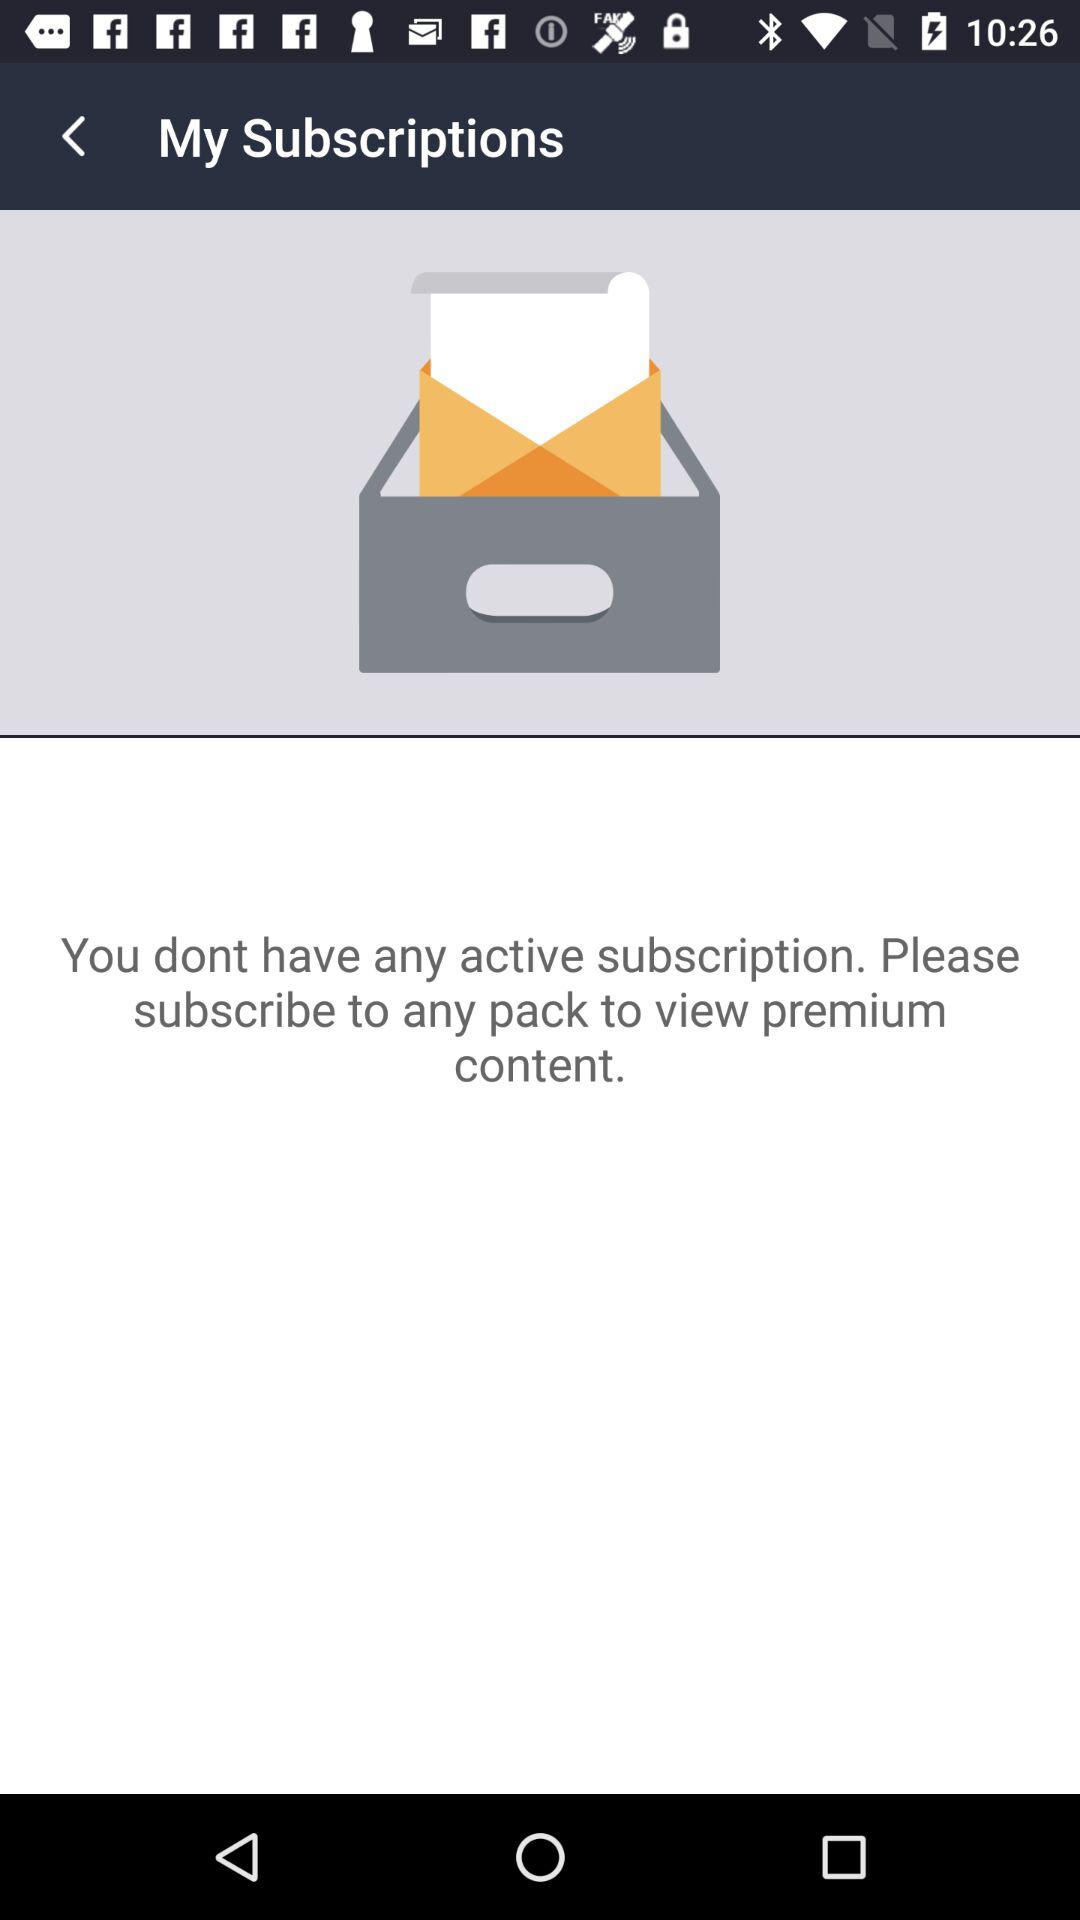 FAKE
10:26
My Subscriptions
You dont have any active subscription. Please
subscribe to any pack to view premium
content.